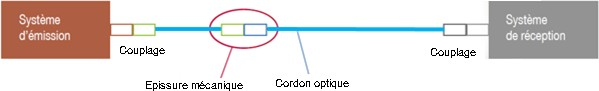 Système
d'émission
Couplage
Epissure mécanique
Cordon optique
Couplage
Système
de réception